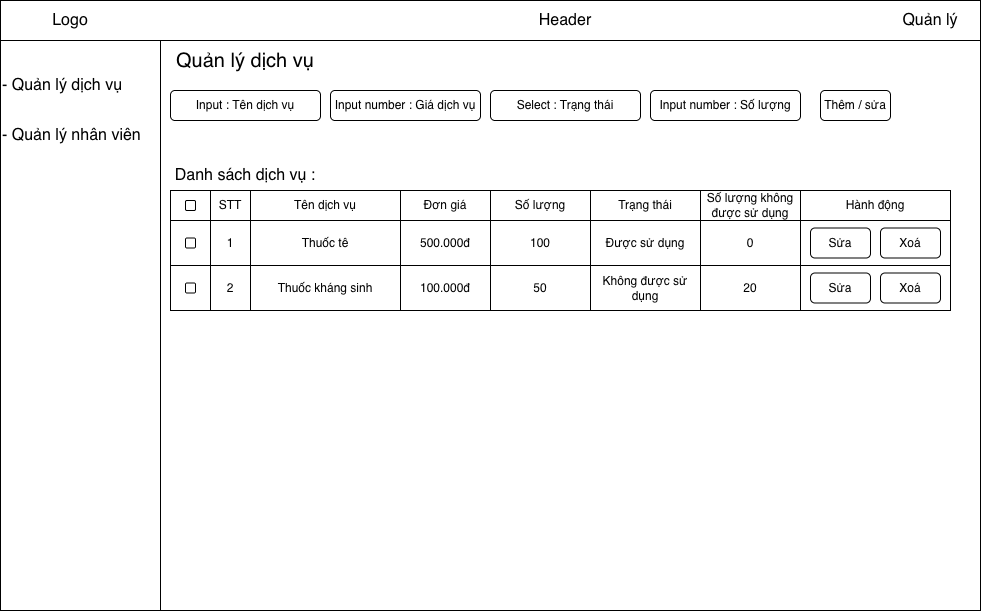 Logo
Header
Quản lý
- Quản lý dịch vụ
- Quản lý nhân viên
Quản lý dịch vụ
Input : Tên dịch vụ
Input number : Giá dịch vụ
Select : Trạng thái
Input number : Số lượng
Thêm / sửa
Danh sách dịch vụ :
STT
Tên dịch vụ
Đơn giá
Số lượng
Trạng thái
Số lượng không
được sử dụng
Hành động
1
Thuốc tê
500.000đ
100
Được sử dụng
0
Sửa
Xoá
2
Thuốc kháng sinh
100.000đ
50
Không được sử
dụng
20
Sửa
Xoá